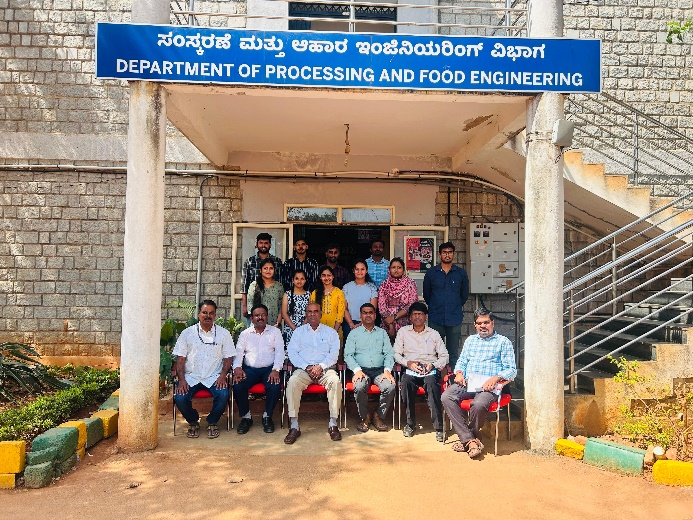 ಸಂಸ್ಕರಣೆ ಮತ್ತು ಆಹಾರ ಇಂಜಿನಿಯರಿಂಗ್ ವಿಭಾಗ
DEPARTMENT OF PROCESSING AND FOOD ENGINEERING